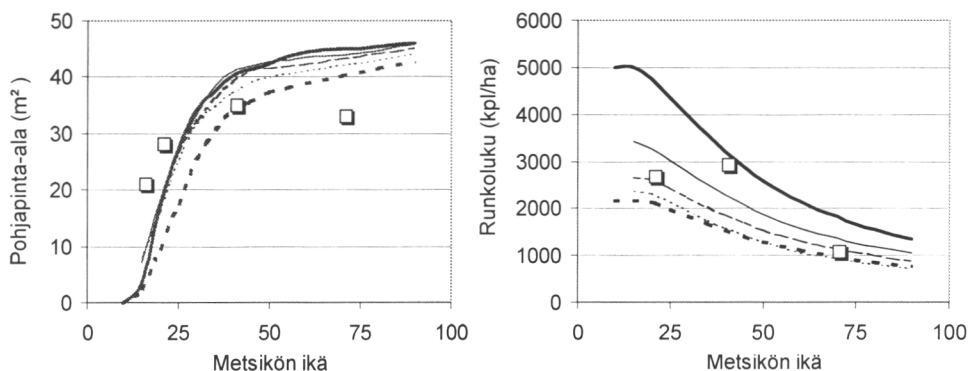 Pohjapinta-ala (m²)
50
40
30
20
10
0
0 25 50 75 100
Metsikön ikä
Runkoluku (kpl/ha)
6000
5000
4000
3000
2000
1000
0
0 25 50 75 100
Metsikön ikä